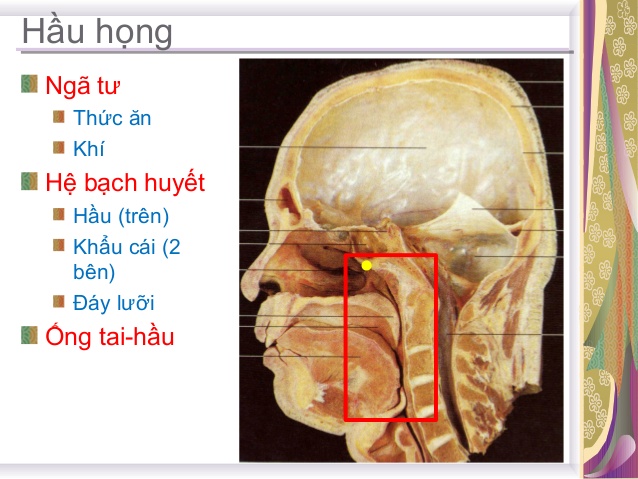 Hầu họng
Ngã tư
Thức ăn
Khí
Hệ bạch huyết
Hầu (trên)
Khẩu cái (2
bên)
Đáy lưỡi
Ống tai-hầu